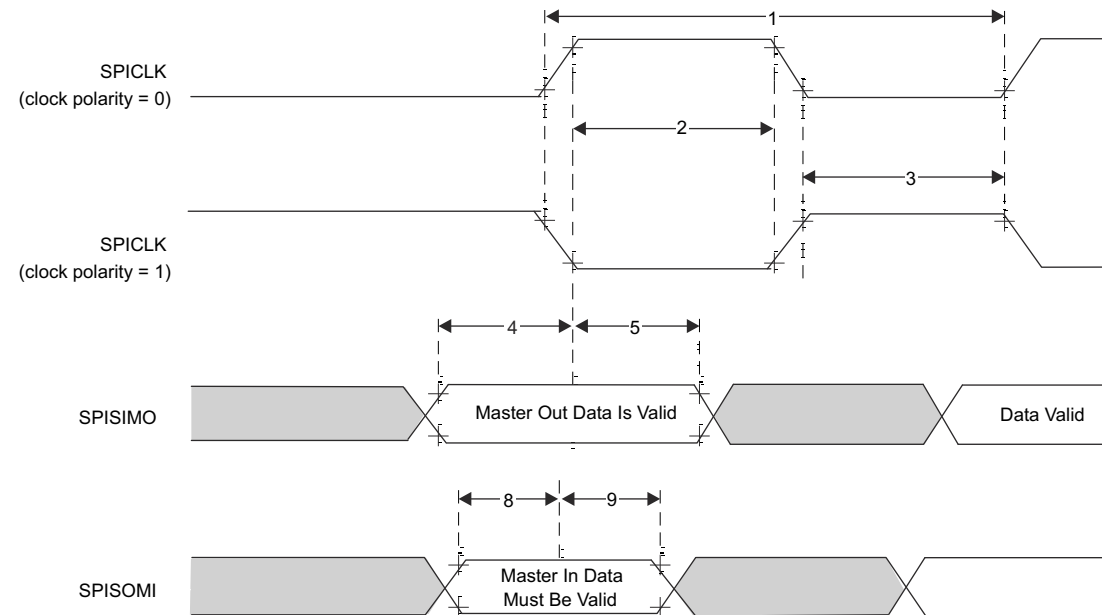 1
SPICLK
(clock polarity = 0)
2
3
SPICLK
(clock polarity = 1)
4
5
SPISIMO
Master Out Data Is Valid
Data Valid
8
9
SPISOMI
Master In Data
Must Be Valid